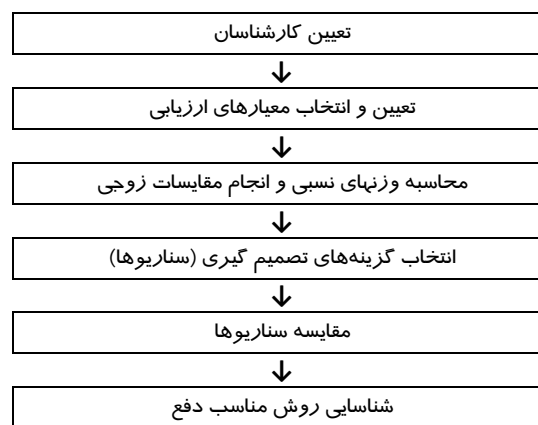 تعیین کارشناسان
تعیین و انتخاب معیارهای ارزیابی
محاسبه وزنهای نسبی و انجام مقایسات زوجی
انتخاب گزینه‌های تصمیم گیری (سناریوها)
مقایسه سناریوها
شناسایی روش مناسب دفع